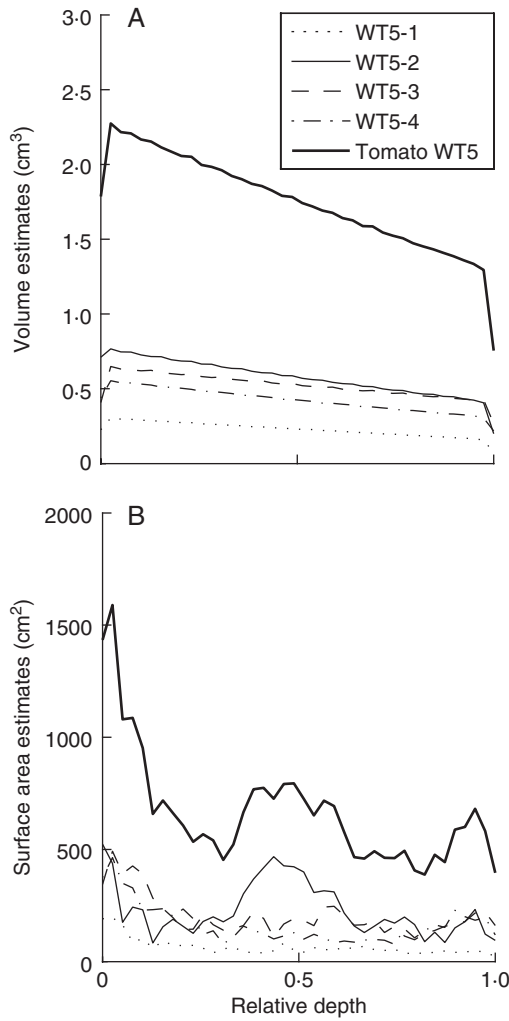 A
3·0
2·5
2·0
1·5
1·0
0·5
0
Volume estimates (cm³)
WT5-1
WT5-2
WT5-3
WT5-4
Tomato WT5
B
2000
1500
1000
500
0
Surface area estimates (cm²)
0
0·5
1·0
Relative depth